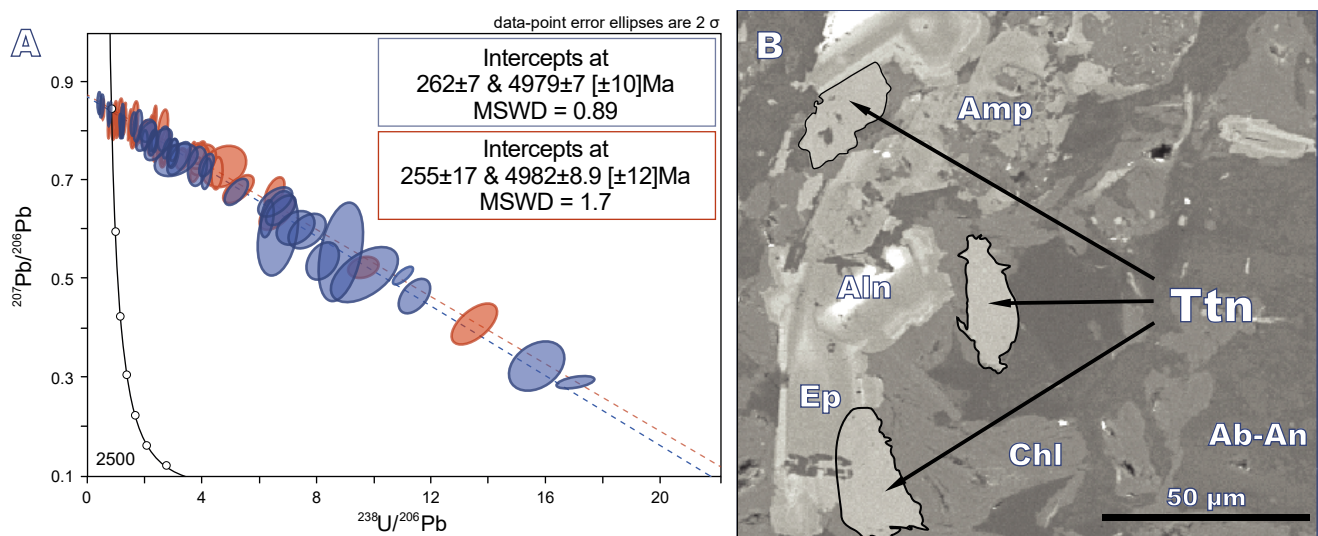 data-point error ellipses are 2 σ
A
Intercepts at
262±7 & 4979±7 [±10]Ma
MSWD = 0.89
Intercepts at
255±17 & 4982±8.9 [±12]Ma
MSWD = 1.7
0.9
0.7
0.5
0.3
0.1
207Pb/206Pb
2500
0 4 8 12 16 20
238U/206Pb
B
Amp
Aln
Ttn
Ep
Chl
Ab-An
50 µm